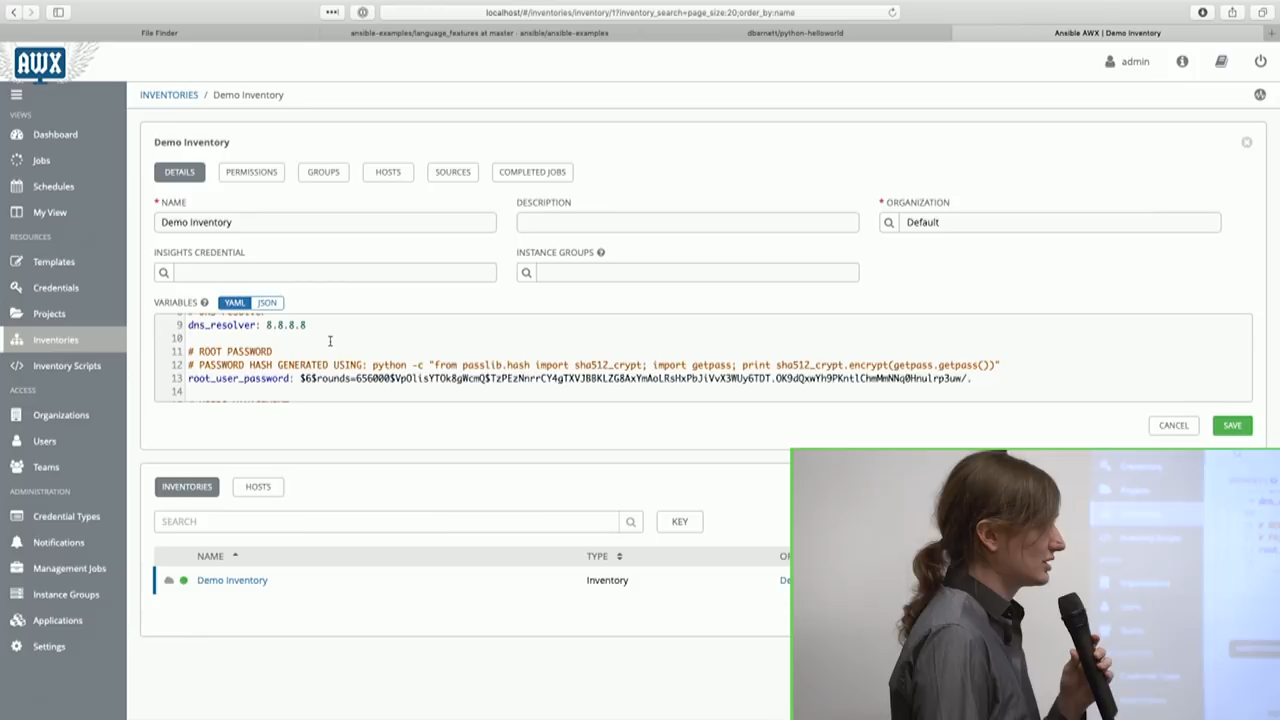 localhost/#/inventories/inventory/1?inventory_search=page_size:20;order_by:name
File Finder
ansible-examples/language_features at master · ansible/ansible-examples
dbarnett/python-helloworld
Ansible AWX | Demo Inventory
AWX
admin
INVENTORIES / Demo Inventory
VIEWS
Dashboard
Jobs
Schedules
My View
RESOURCES
Templates
Credentials
Projects
Inventories
Inventory Scripts
ACCESS
Organizations
Users
Teams
ADMINISTRATION
Credential Types
Notifications
Management Jobs
Instance Groups
Applications
Settings
Demo Inventory
DETAILS
PERMISSIONS
GROUPS
HOSTS
SOURCES
COMPLETED JOBS
* NAME
DESCRIPTION
* ORGANIZATION
Demo Inventory
Default
INSIGHTS CREDENTIAL
INSTANCE GROUPS
VARIABLES
YAML
JSON
9 dns_resolver: 8.8.8.8
10
11 # ROOT PASSWORD
12 # PASSWORD HASH GENERATED USING: python -c "from passlib.hash import sha512_crypt; import getpass; print sha512_crypt.encrypt(getpass.getpass())"
13 root_user_password:
14
CANCEL
SAVE
INVENTORIES
HOSTS
SEARCH
KEY
NAME
TYPE
Demo Inventory
Inventory